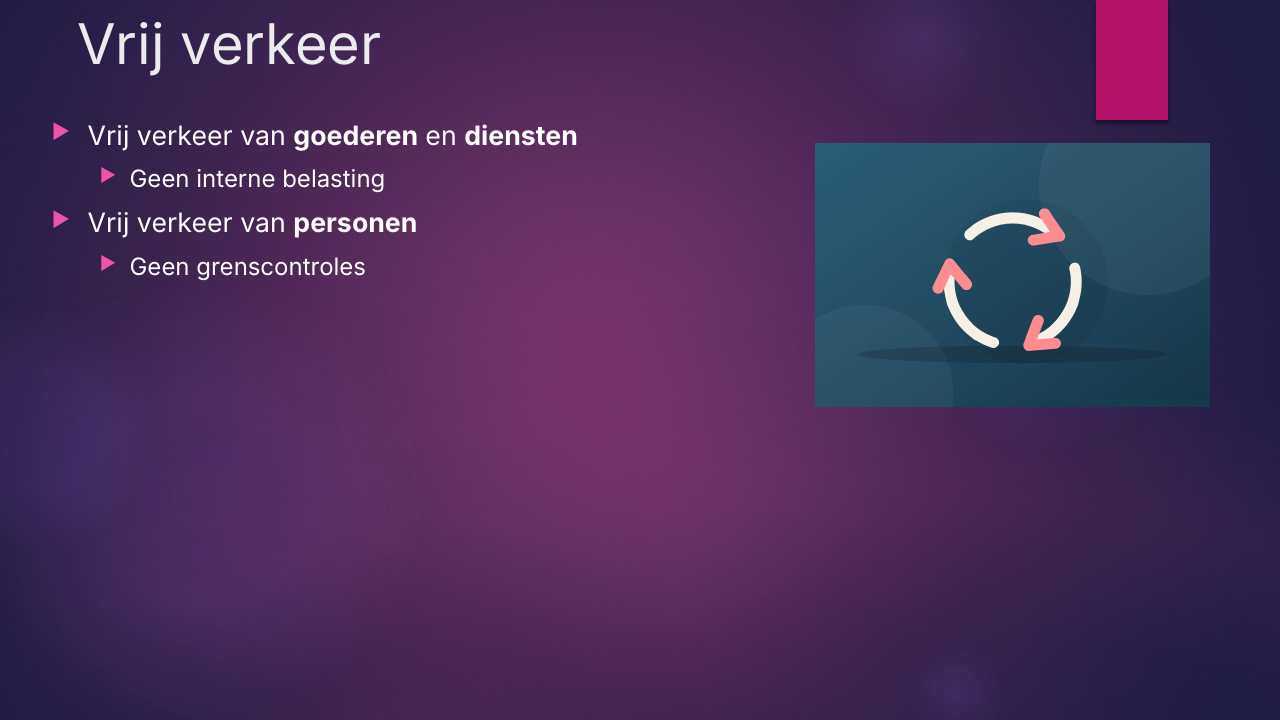 Vrij verkeer
Vrij verkeer van goederen en diensten
Geen interne belasting
Vrij verkeer van personen
Geen grenscontroles